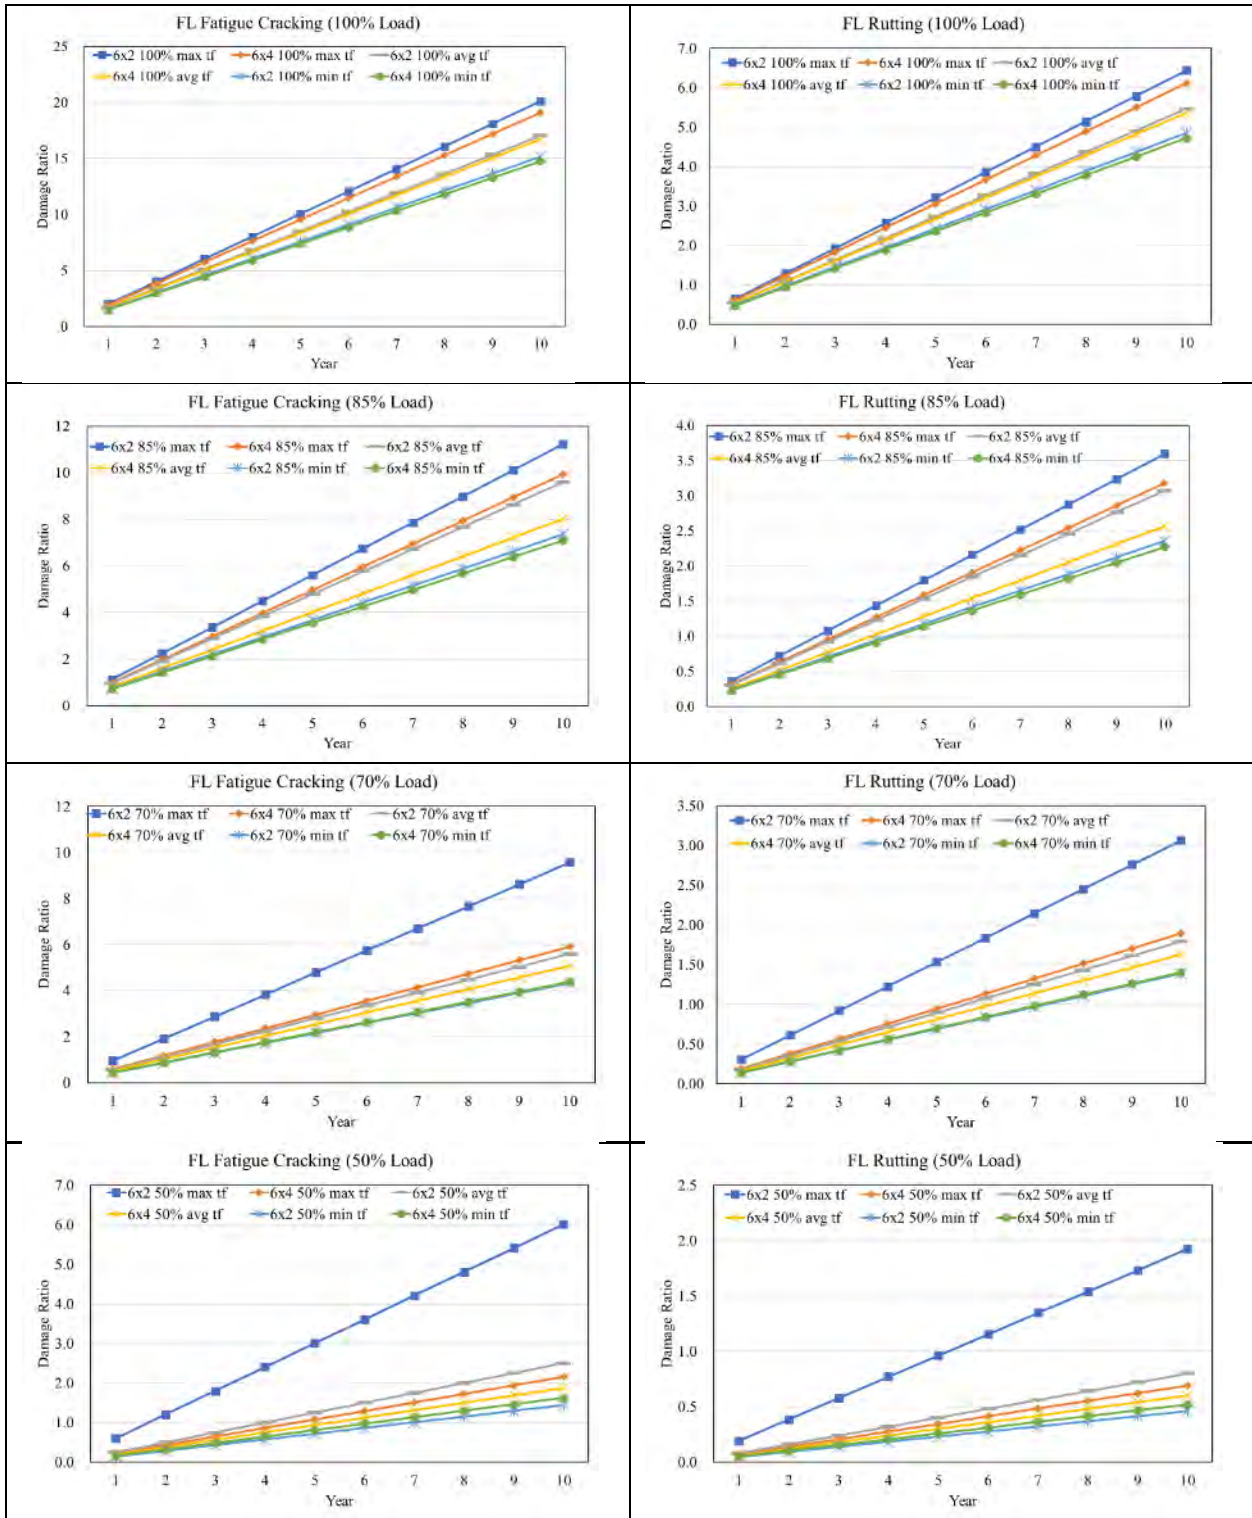 FL Fatigue Cracking (100% Load)
25
20
15
10
5
0
Damage Ratio
6x2 100% max tf 6x4 100% max tf 6x2 100% avg tf
6x4 100% avg tf 6x2 100% min tf 6x4 100% min tf
1 2 3 4 5 6 7 8 9 10
Year
FL Rutting (100% Load)
7.0
6.0
5.0
4.0
3.0
2.0
1.0
0.0
Damage Ratio
6x2 100% max tf 6x4 100% max tf 6x2 100% avg tf
6x4 100% avg tf 6x2 100% min tf 6x4 100% min tf
1 2 3 4 5 6 7 8 9 10
Year
FL Fatigue Cracking (85% Load)
12
10
8
6
4
2
0
Damage Ratio
6x2 85% max tf 6x4 85% max tf 6x2 85% avg tf
6x4 85% avg tf 6x2 85% min tf 6x4 85% min tf
1 2 3 4 5 6 7 8 9 10
Year
FL Rutting (85% Load)
4.0
3.5
3.0
2.5
2.0
1.5
1.0
0.5
0.0
Damage Ratio
6x2 85% max tf 6x4 85% max tf 6x2 85% avg tf
6x4 85% avg tf 6x2 85% min tf 6x4 85% min tf
1 2 3 4 5 6 7 8 9 10
Year
FL Fatigue Cracking (70% Load)
12
10
8
6
4
2
0
Damage Ratio
6x2 70% max tf 6x4 70% max tf 6x2 70% avg tf
6x4 70% avg tf 6x2 70% min tf 6x4 70% min tf
1 2 3 4 5 6 7 8 9 10
Year
FL Rutting (70% Load)
3.50
3.00
2.50
2.00
1.50
1.00
0.50
0.00
Damage Ratio
6x2 70% max tf 6x4 70% max tf 6x2 70% avg tf
6x4 70% avg tf 6x2 70% min tf 6x4 70% min tf
1 2 3 4 5 6 7 8 9 10
Year
FL Fatigue Cracking (50% Load)
7.0
6.0
5.0
4.0
3.0
2.0
1.0
0.0
Damage Ratio
6x2 50% max tf 6x4 50% max tf 6x2 50% avg tf
6x4 50% avg tf 6x2 50% min tf 6x4 50% min tf
1 2 3 4 5 6 7 8 9 10
Year
FL Rutting (50% Load)
2.5
2.0
1.5
1.0
0.5
0.0
Damage Ratio
6x2 50% max tf 6x4 50% max tf 6x2 50% avg tf
6x4 50% avg tf 6x2 50% min tf 6x4 50% min tf
1 2 3 4 5 6 7 8 9 10
Year